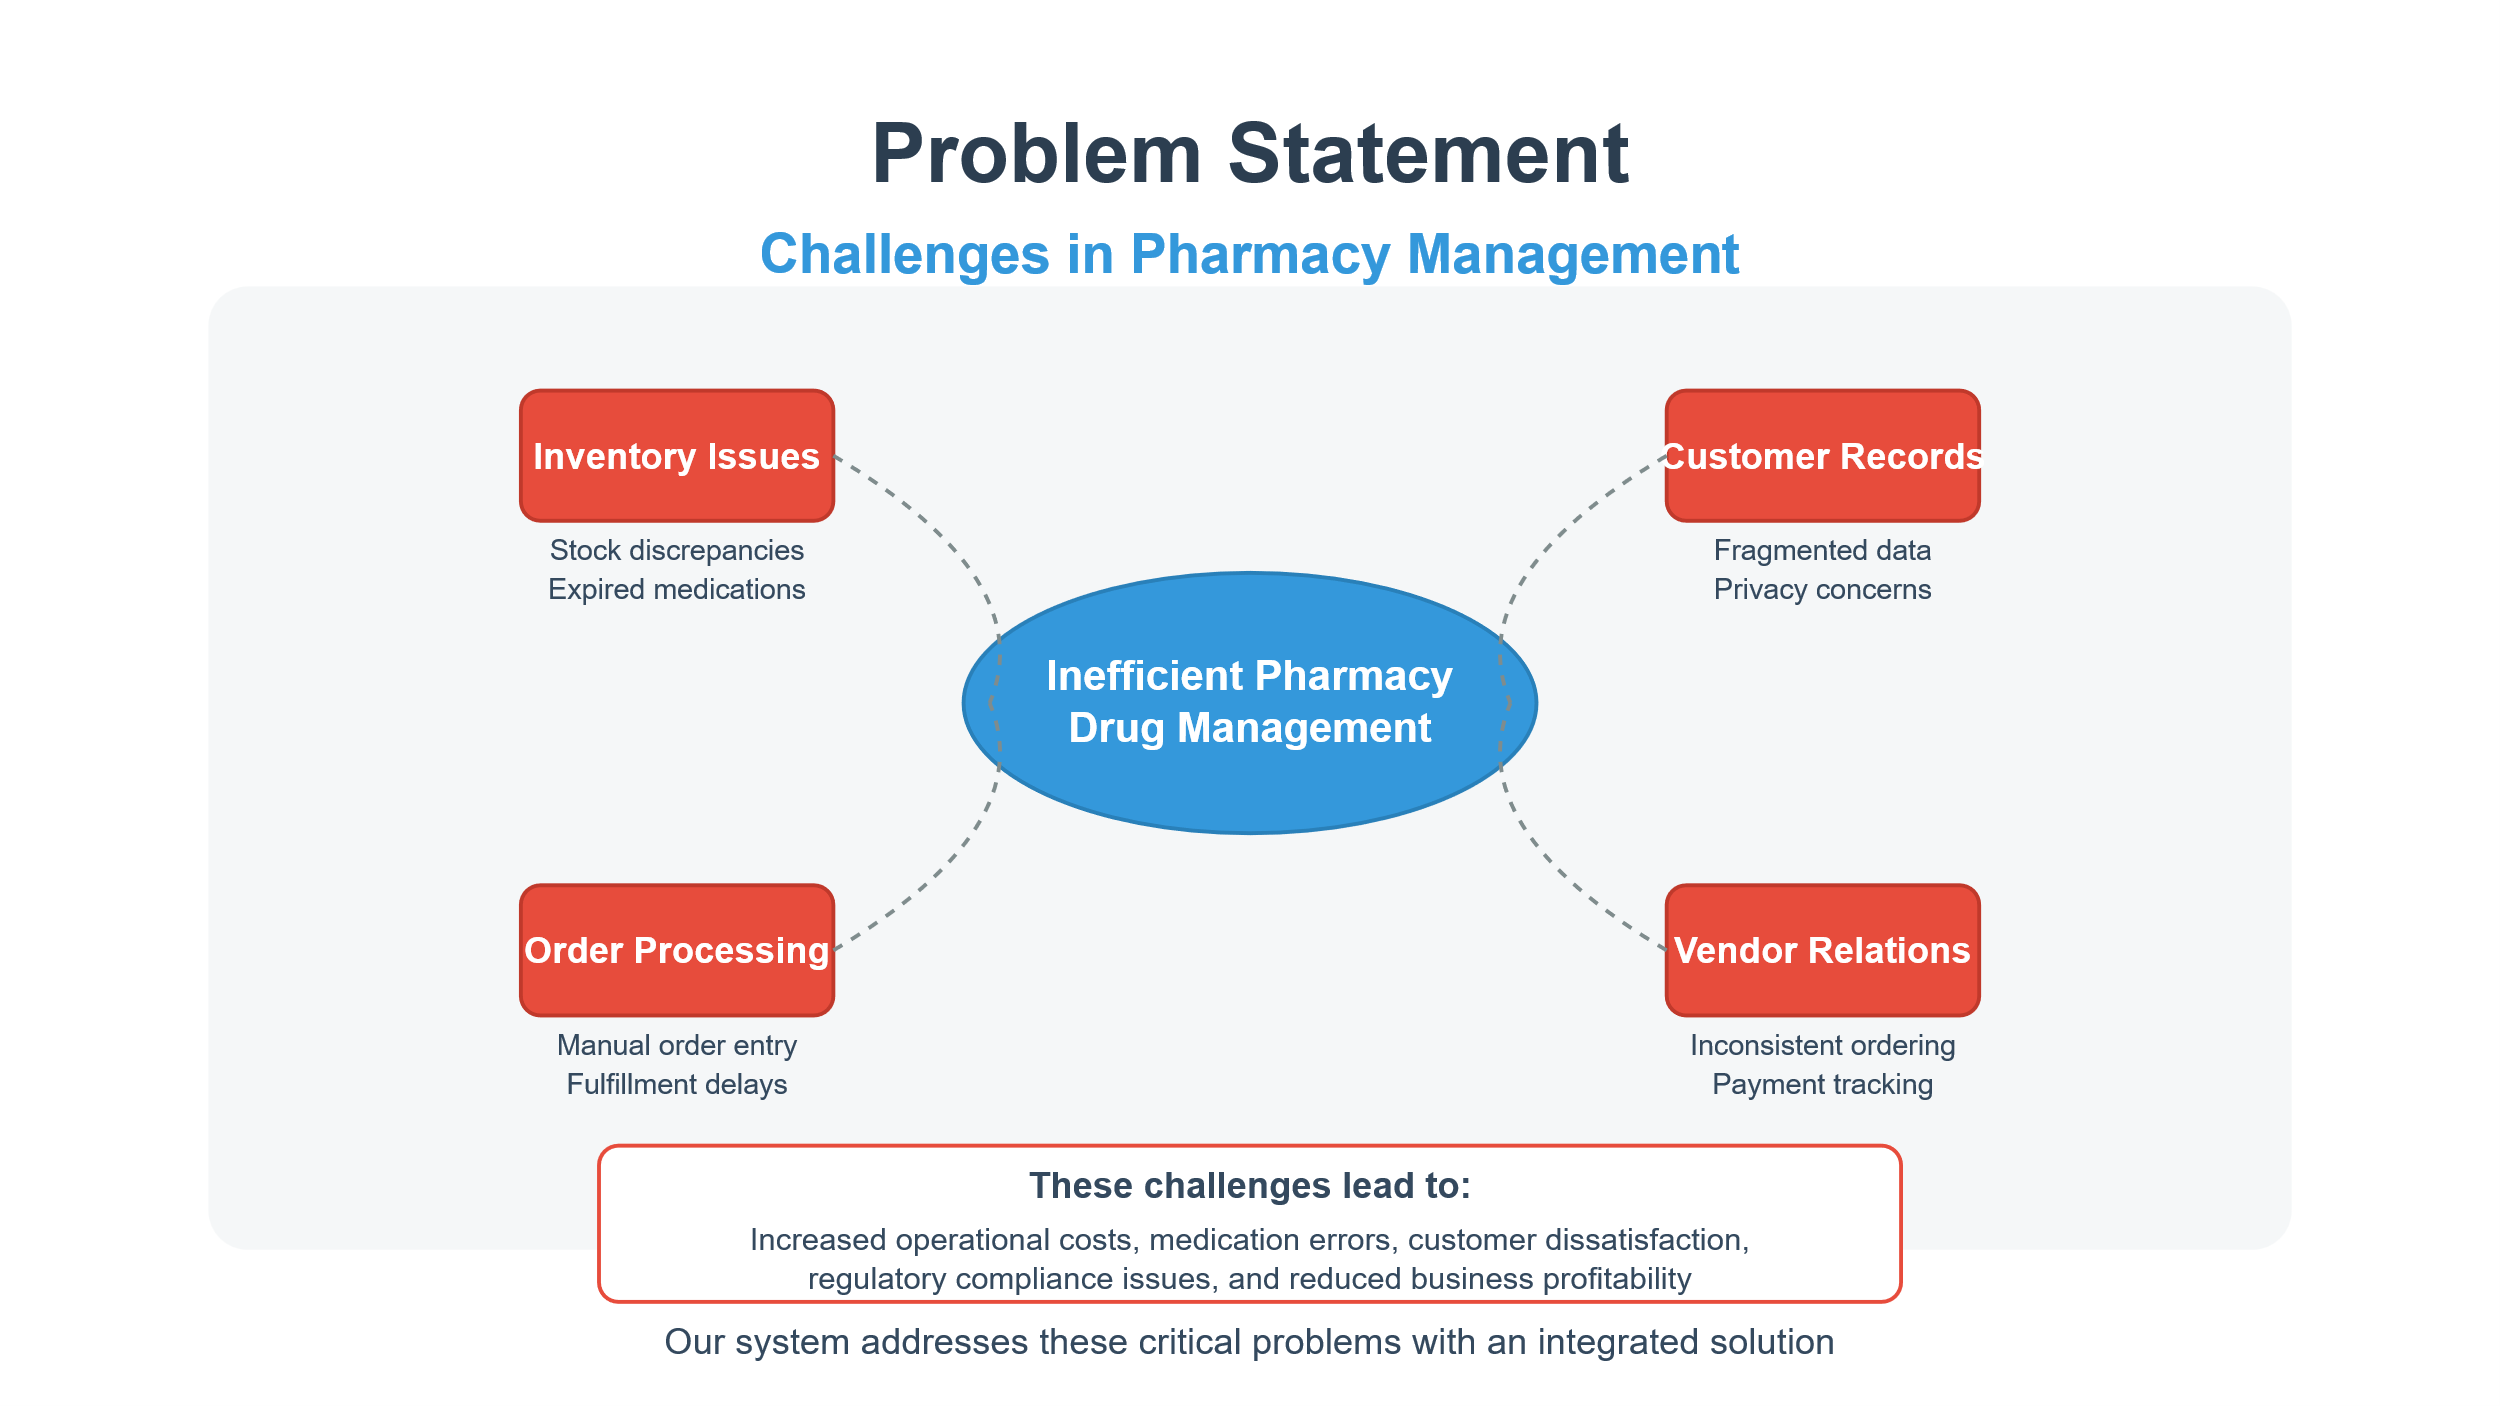 Problem Statement
Challenges in Pharmacy Management
Inventory Issues
Stock discrepancies
Expired medications
Customer Records
Fragmented data
Privacy concerns
Inefficient Pharmacy
Drug Management
Order Processing
Manual order entry
Fulfillment delays
Vendor Relations
Inconsistent ordering
Payment tracking
These challenges lead to:
Increased operational costs, medication errors, customer dissatisfaction,
regulatory compliance issues, and reduced business profitability
Our system addresses these critical problems with an integrated solution